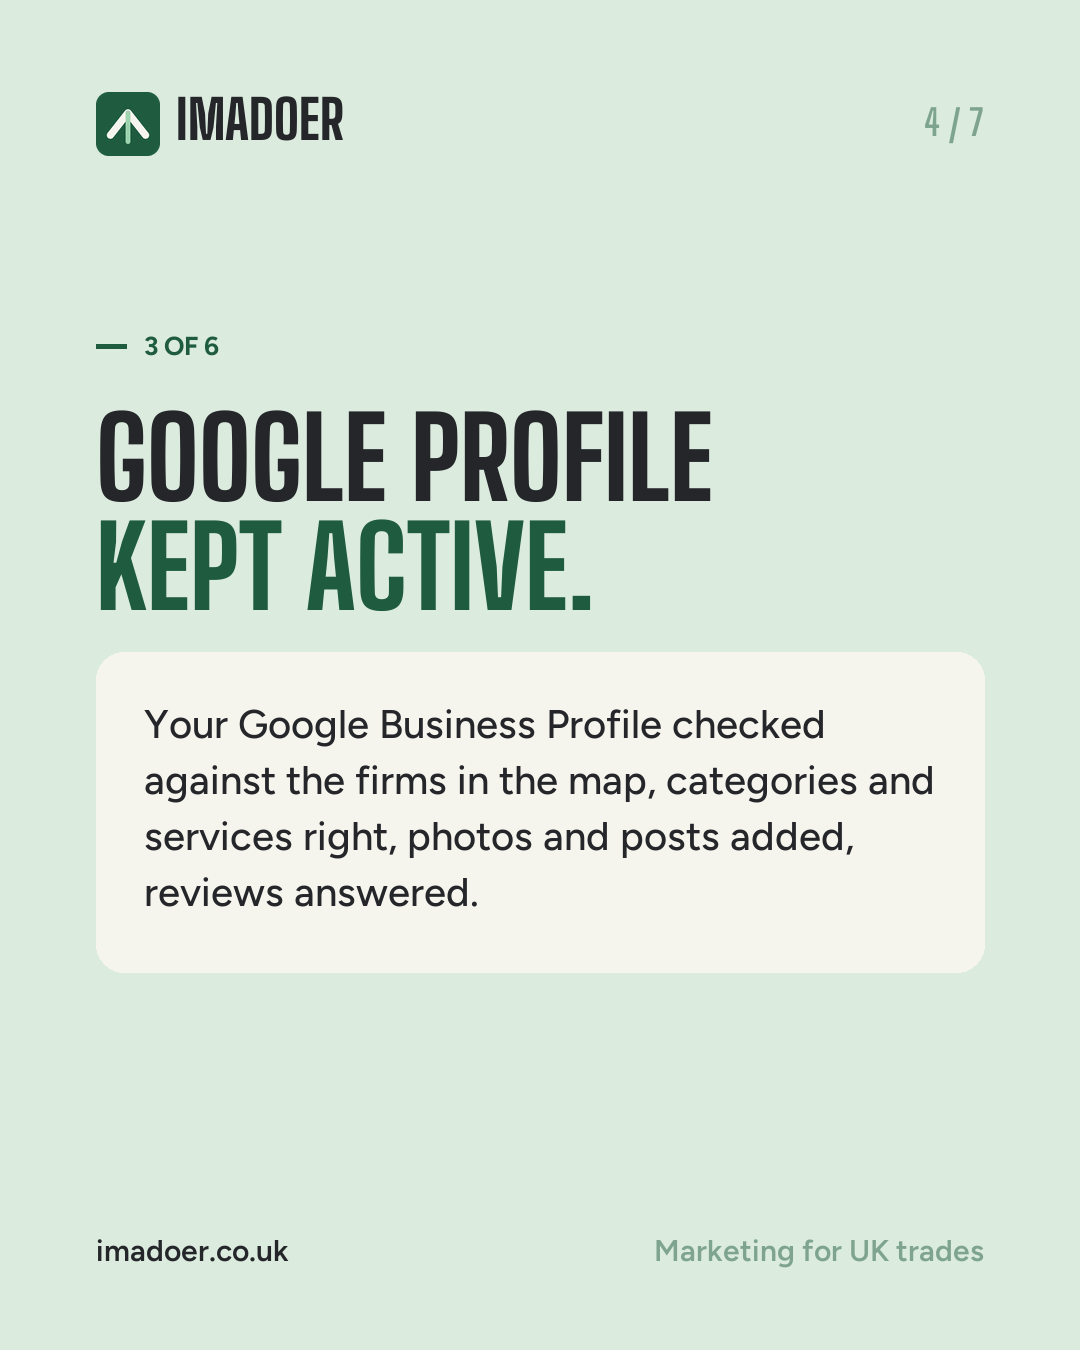 IMADOER
4 / 7
3 OF 6
GOOGLE PROFILE
KEPT ACTIVE.
Your Google Business Profile checked
against the firms in the map, categories and
services right, photos and posts added,
reviews answered.
imadoer.co.uk
Marketing for UK trades